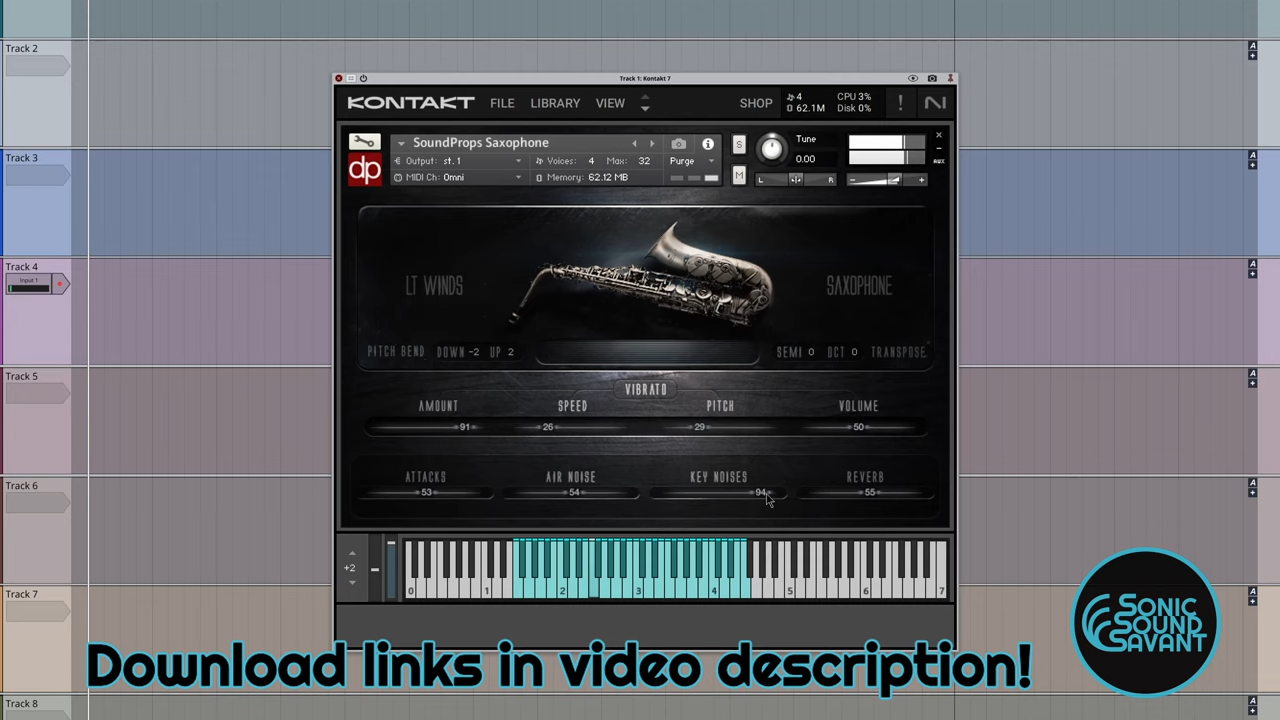 Track 1: Kontakt 7
Track 2
KONTAKT FILE LIBRARY VIEW SHOP 4 62.1M CPU 3% Disk 0% !
Track 3
SoundProps Saxophone
Output: st.1 Voices: 4 Max: 32 Purge
MIDI Ch: Omni Memory: 62.12 MB
S
M
Tune
0.00
L R
- +
AUX
dp
Track 4
Input 1
LT WINDS SAXOPHONE
PITCH BEND DOWN -2 UP 2 SEMI 0 OCT 0 TRANSPOSE
Track 5
VIBRATO
AMOUNT SPEED PITCH VOLUME
91 26 29 50
Track 6
ATTACKS AIR NOISE KEY NOISES REVERB
53 54 94 55
+2
0 1 2 3 4 5 6 7
Track 7
SONIC
SOUND
SAVANT
Download links in video description!
Track 8
A
+
A
+
A
+
A
+
A
+
A
+
A